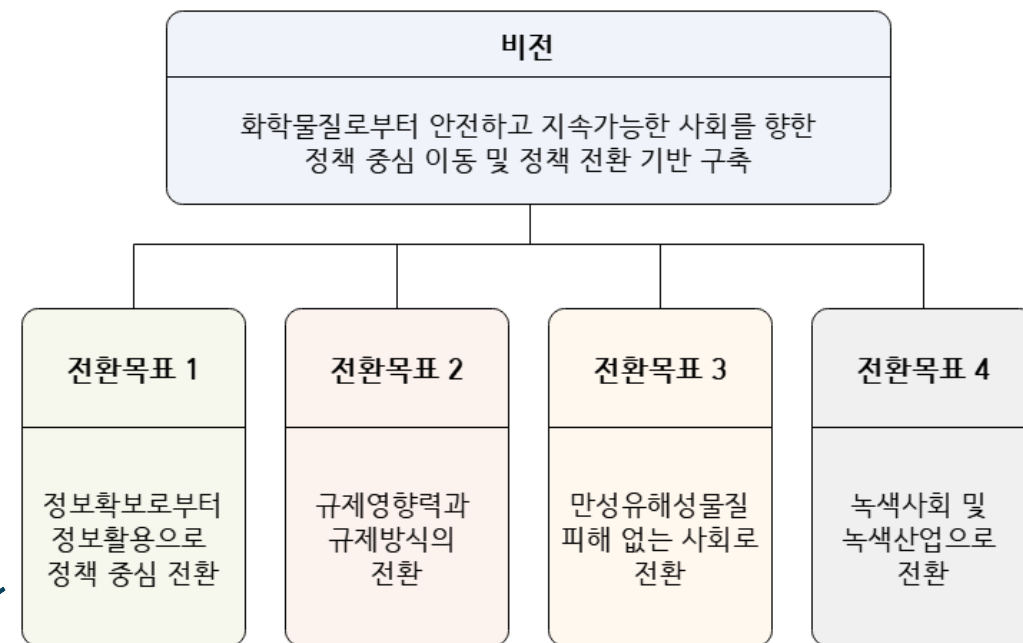 비전
화학물질로부터 안전하고 지속가능한 사회를 향한
정책 중심 이동 및 정책 전환 기반 구축
전환목표 1
정보확보로부터
정보활용으로
정책 중심 전환
전환목표 2
규제영향력과
규제방식의
전환
전환목표 3
만성유해성물질
피해 없는 사회로
전환
전환목표 4
녹색사회 및
녹색산업으로
전환